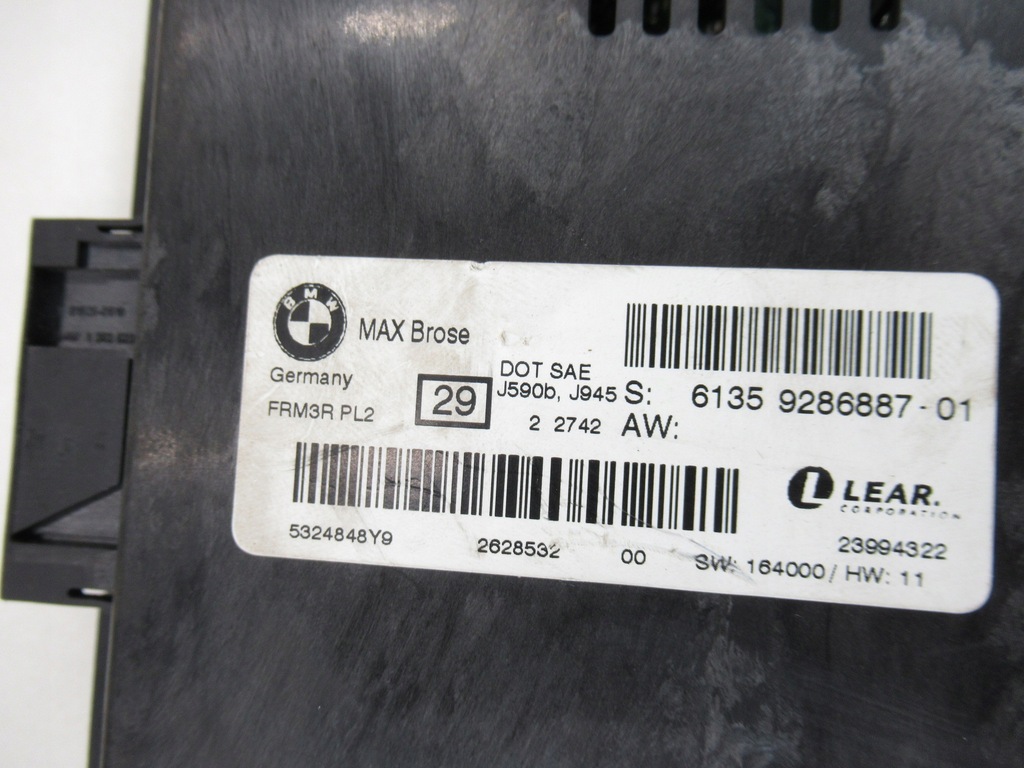 BMW
MAX Brose
Germany
FRM3R PL2
29
DOT SAE
J590b, J945
2 2742
S: 6135 9286887-01
AW:
LEAR.
CORPORATION
5324848Y9
2628532
00
23994322
SW: 164000 / HW: 11